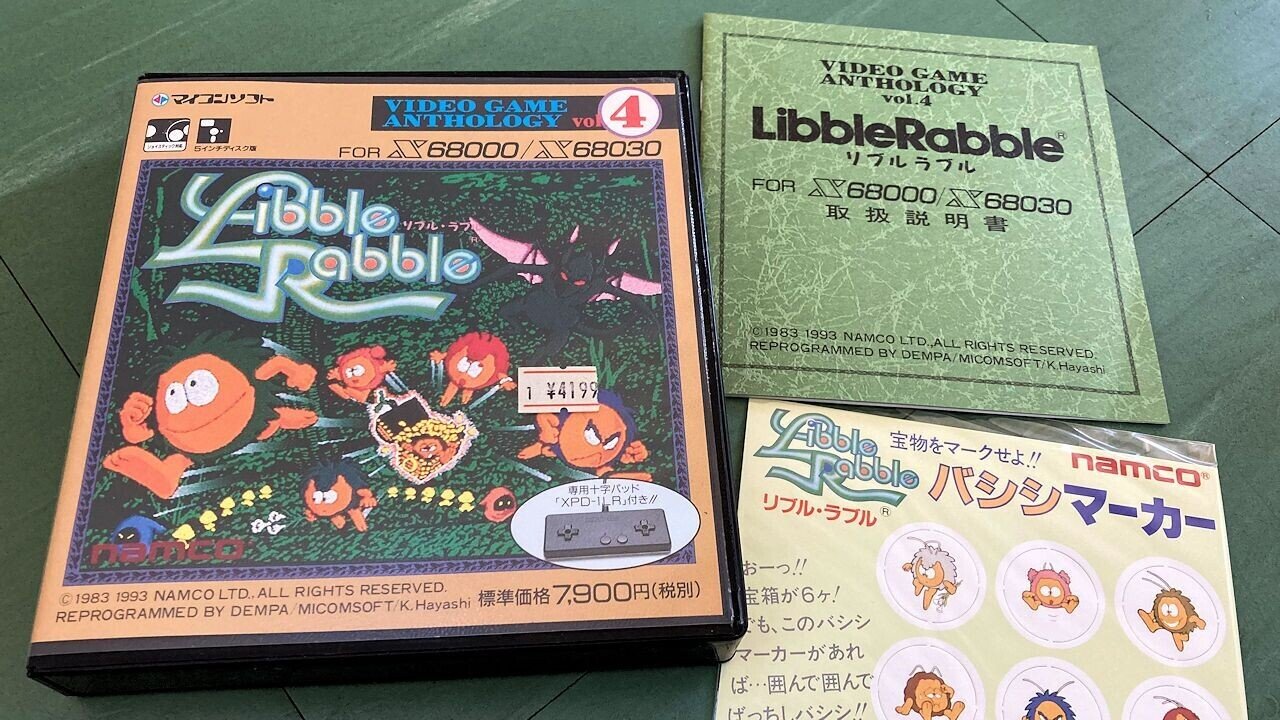 マイコンソフト
VIDEO GAME
ANTHOLOGY vol. 4
ジョイスティック対応
5インチディスク版
FOR X68000/X68030
Libble
Rabble
リブル・ラブ
1 ¥4199
専用十字パッド
「XPD-1LR」付き!!
namco
©1983 1993 NAMCO LTD., ALL RIGHTS RESERVED.
REPROGRAMMED BY DEMPA/MICOMSOFT/K.Hayashi
標準価格7,900円(税別)
VIDEO GAME
ANTHOLOGY
vol.4
LibbleRabble®
リブルラブル
FOR X68000/X68030
取扱説明書
©1983 1993 NAMCO LTD., ALL RIGHTS RESERVED.
REPROGRAMMED BY DEMPA/MICOMSOFT/K.Hayashi
Libble
Rabble
リブル・ラブル®
宝物をマークせよ!!
namco®
バシシマーカー
おーっ!!
宝箱が6ヶ!
でも、このバシシ
マーカーがあれ
ば…囲んで囲んで
ばっちしバシシ!!